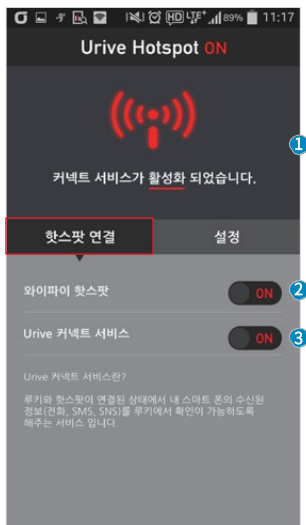 HD LTE+ 89% 11:17
Urive Hotspot ON
1
커넥트 서비스가 활성화 되었습니다.
핫스팟 연결 설정
와이파이 핫스팟 ON 2
Urive 커넥트 서비스 ON 3
Urive 커넥트 서비스란?
루키와 핫스팟이 연결된 상태에서 내 스마트 폰의 수신된
정보(전화, SMS, SNS)를 루키에서 확인이 가능하도록
해주는 서비스 입니다.